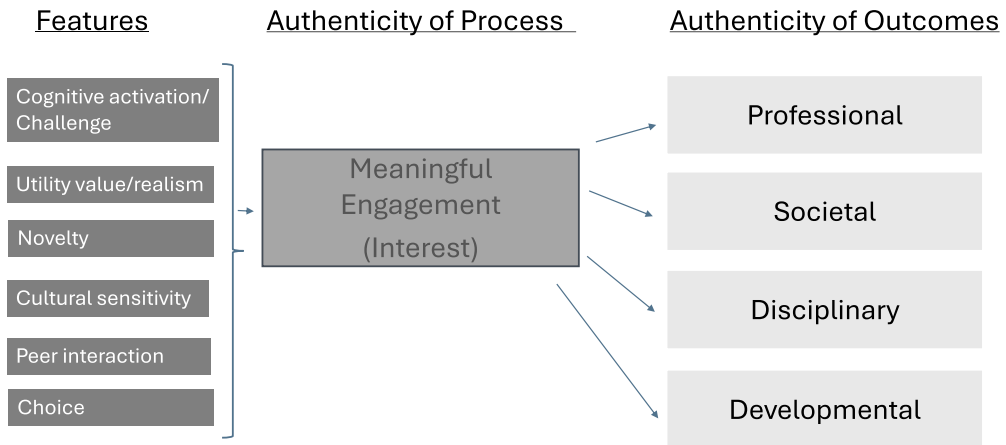 Features
Authenticity of Process
Authenticity of Outcomes
Cognitive activation/
Challenge
Utility value/realism
Novelty
Cultural sensitivity
Peer interaction
Choice
Meaningful
Engagement
(Interest)
Professional
Societal
Disciplinary
Developmental